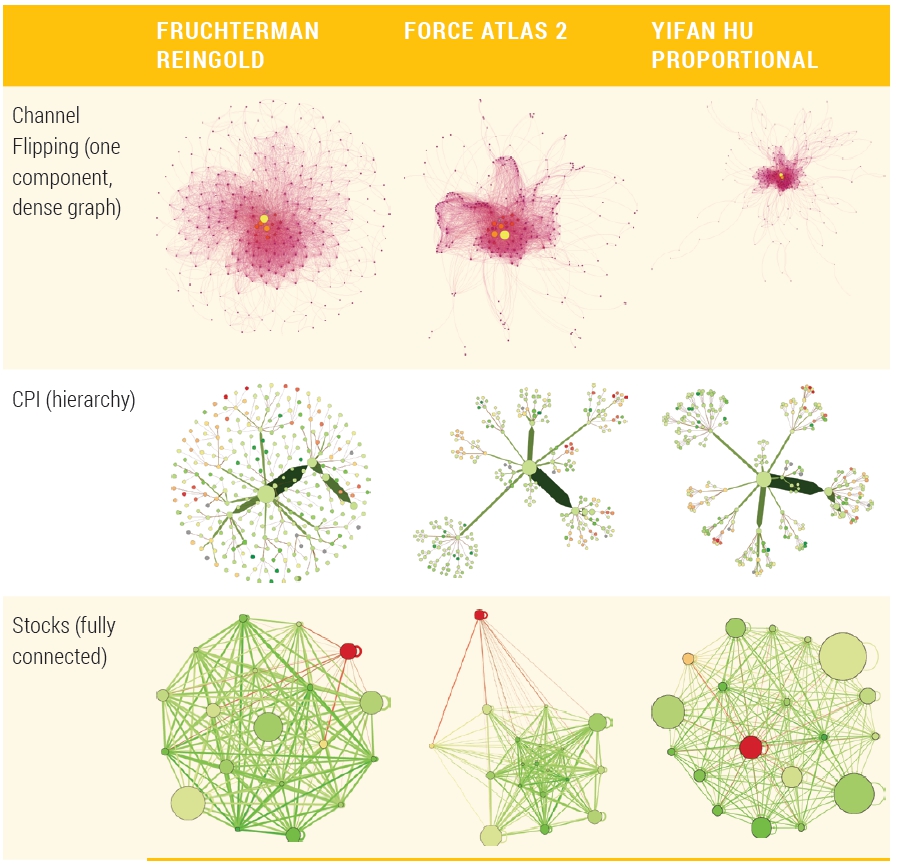 FRUCHTERMAN
REINGOLD
FORCE ATLAS 2
YIFAN HU
PROPORTIONAL
Channel
Flipping (one
component,
dense graph)
CPI (hierarchy)
Stocks (fully
connected)